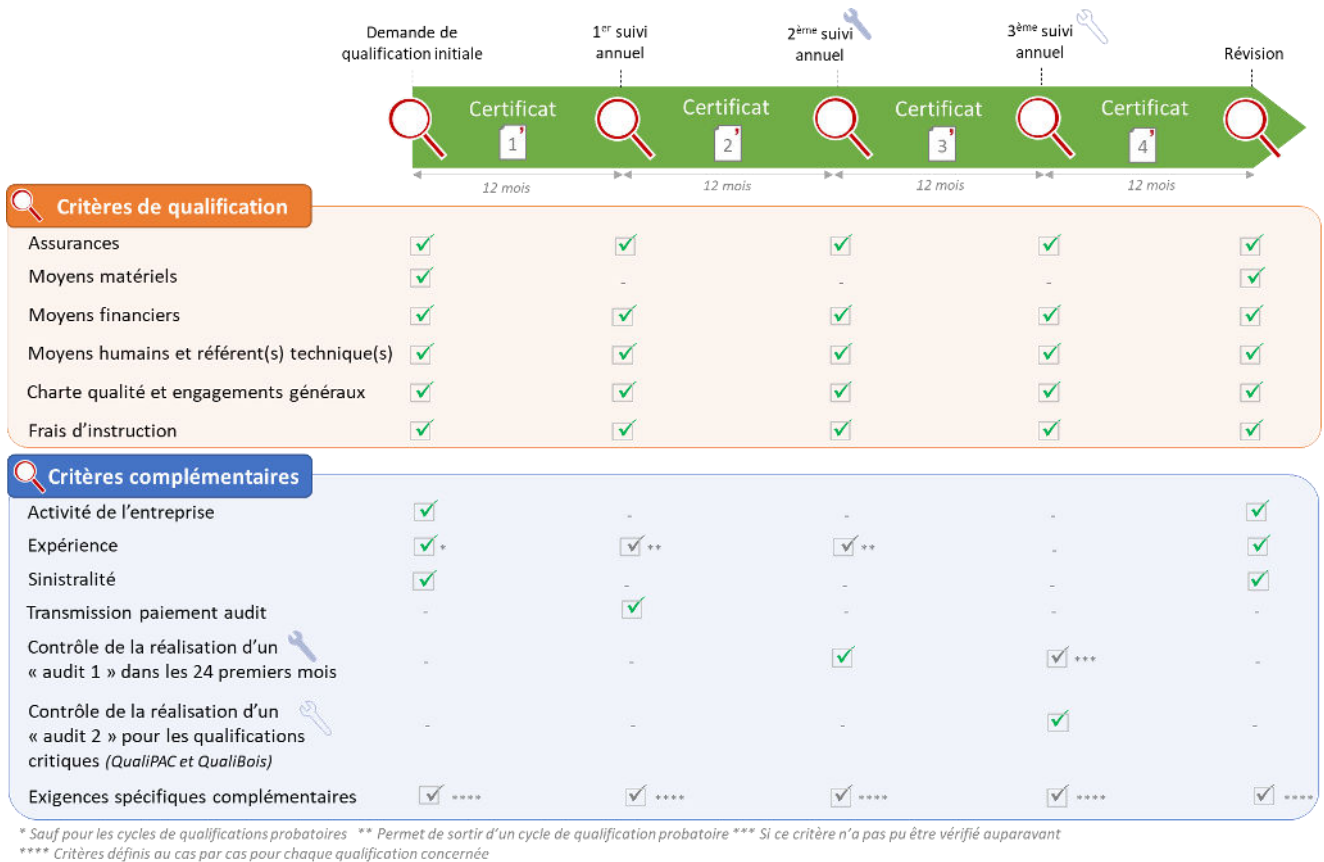 Demande de
qualification initiale
1er suivi
annuel
2ème suivi
annuel
3ème suivi
annuel
Révision
Certificat
1
Certificat
2
Certificat
3
Certificat
4
12 mois
12 mois
12 mois
12 mois
Critères de qualification
Assurances
Moyens matériels
- - -
Moyens financiers
Moyens humains et référent(s) technique(s)
Charte qualité et engagements généraux
Frais d'instruction
Critères complémentaires
Activité de l'entreprise
- - -
Expérience
* ** ** -
Sinistralité
- - -
Transmission paiement audit
- - - -
Contrôle de la réalisation d'un
« audit 1 » dans les 24 premiers mois
- - *** -
Contrôle de la réalisation d'un
« audit 2 » pour les qualifications
critiques (QualiPAC et QualiBois)
- - - -
Exigences spécifiques complémentaires
**** **** **** **** ****
* Sauf pour les cycles de qualifications probatoires ** Permet de sortir d'un cycle de qualification probatoire *** Si ce critère n'a pas pu être vérifié auparavant
**** Critères définis au cas par cas pour chaque qualification concernée